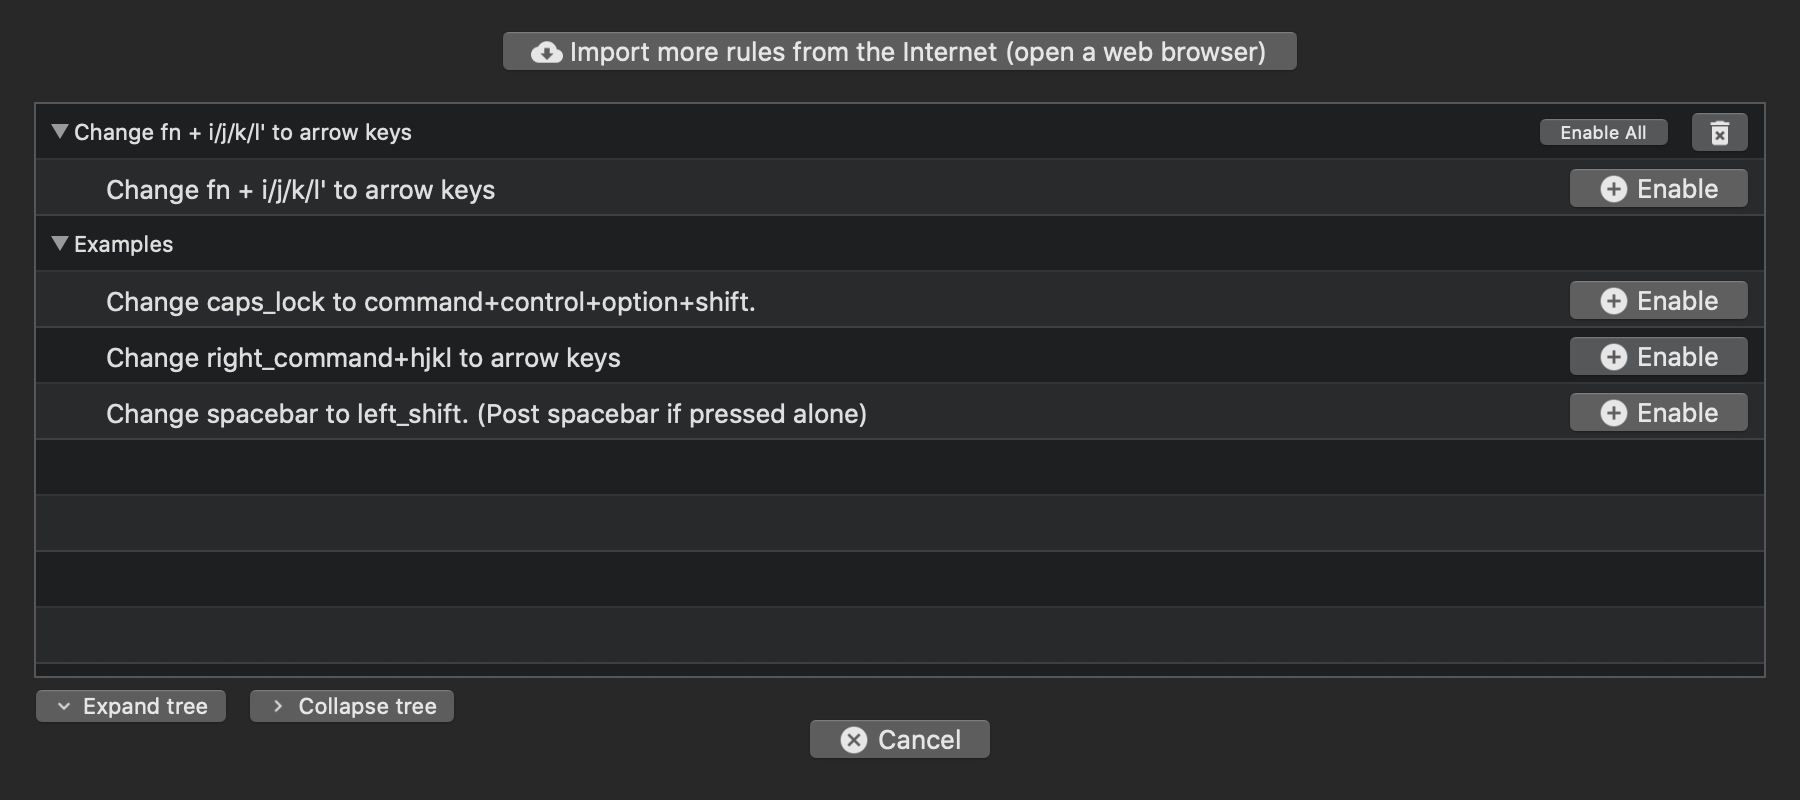 Import more rules from the Internet (open a web browser)
Change fn + i/j/k/l' to arrow keys Enable All
Change fn + i/j/k/l' to arrow keys Enable
Examples
Change caps_lock to command+control+option+shift. Enable
Change right_command+hjkl to arrow keys Enable
Change spacebar to left_shift. (Post spacebar if pressed alone) Enable
Expand tree Collapse tree
Cancel